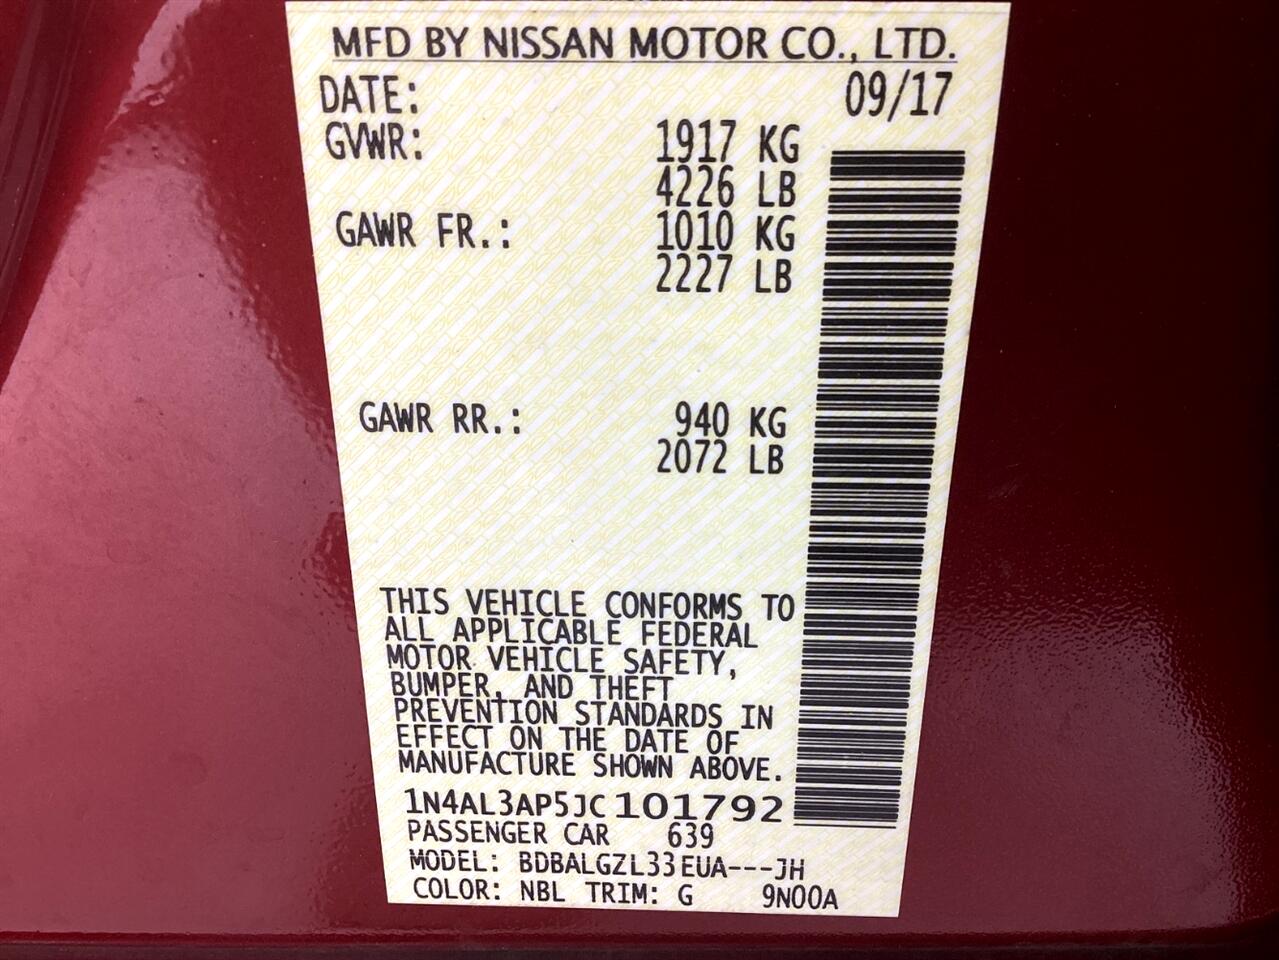 MFD BY NISSAN MOTOR CO., LTD.
DATE: 09/17
GVWR: 1917 KG
4226 LB
GAWR FR.: 1010 KG
2227 LB
GAWR RR.: 940 KG
2072 LB
THIS VEHICLE CONFORMS TO
ALL APPLICABLE FEDERAL
MOTOR VEHICLE SAFETY,
BUMPER, AND THEFT
PREVENTION STANDARDS IN
EFFECT ON THE DATE OF
MANUFACTURE SHOWN ABOVE.
1N4AL3AP5JC101792
PASSENGER CAR 639
MODEL: BDBALGZL33EUA---JH
COLOR: NBL TRIM: G 9N00A